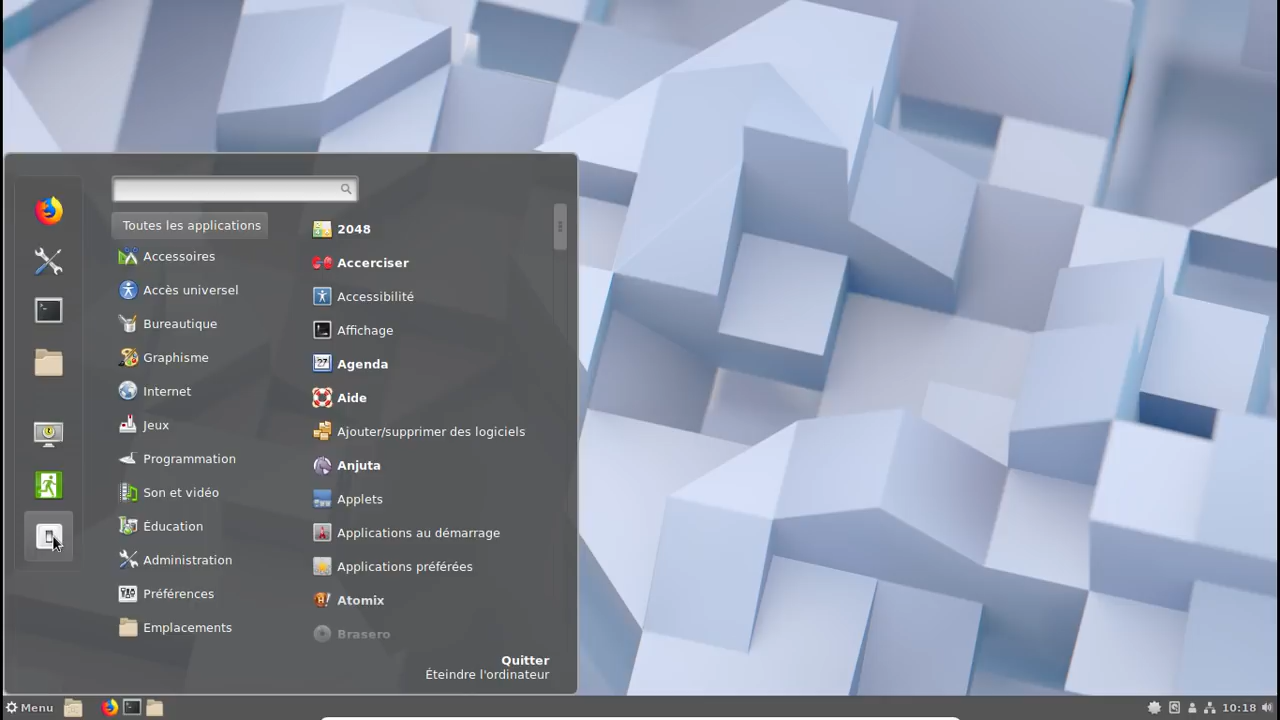 Toutes les applications
Accessoires
Accès universel
Bureautique
Graphisme
Internet
Jeux
Programmation
Son et vidéo
Éducation
Administration
Préférences
Emplacements
2048
Accerciser
Accessibilité
Affichage
Agenda
Aide
Ajouter/supprimer des logiciels
Anjuta
Applets
Applications au démarrage
Applications préférées
Atomix
Brasero
Quitter
Éteindre l'ordinateur
Menu
10:18